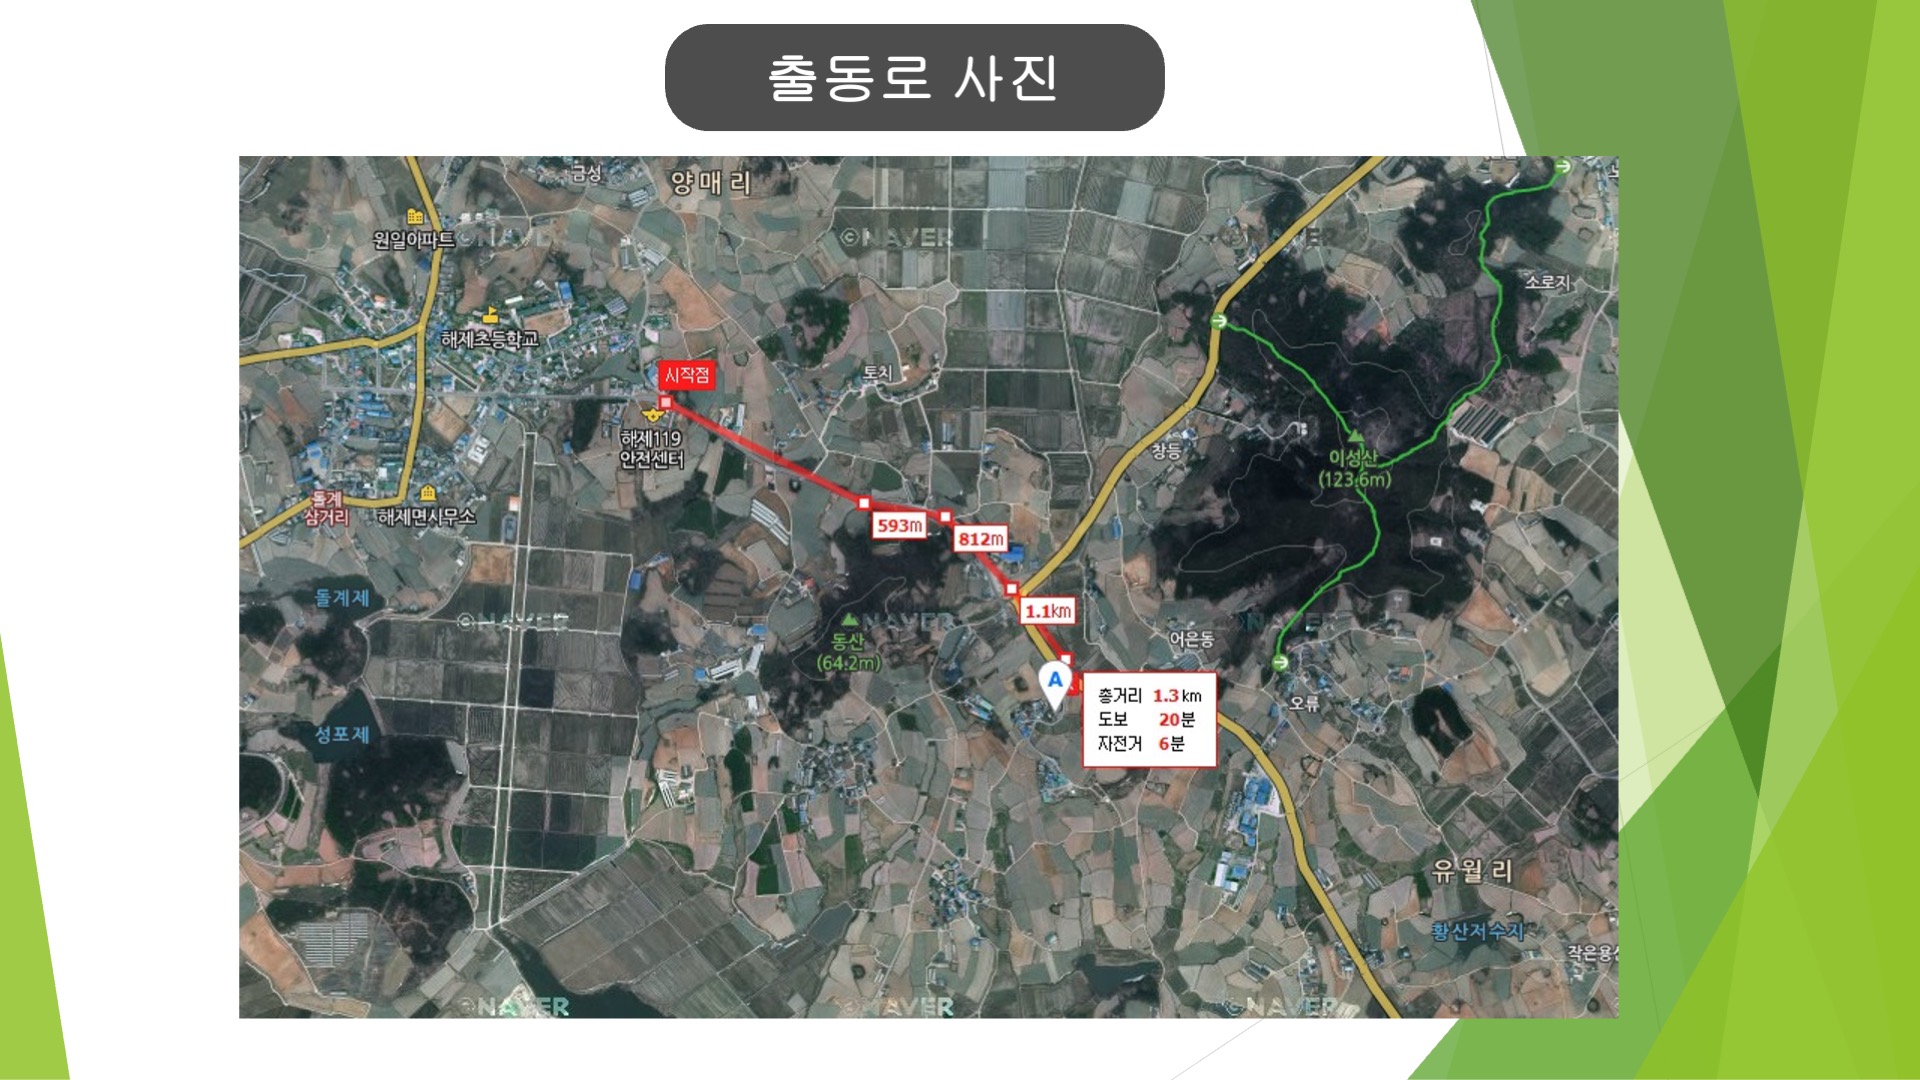 출동로 사진
금성
양매리
원일아파트
©NAVER
소로지
해제초등학교
시작점
토치
해제119
안전센터
창등
이성산
(123.6m)
돌계
삼거리
해제면사무소
593m
812m
돌계제
1.1km
©NAVER
©NAVER
동산
(64.2m)
어은동
A
총거리 1.3km
도보 20분
자전거 6분
오류
성포제
유월리
황산저수지
©NAVER
©NAVER
©NAVER